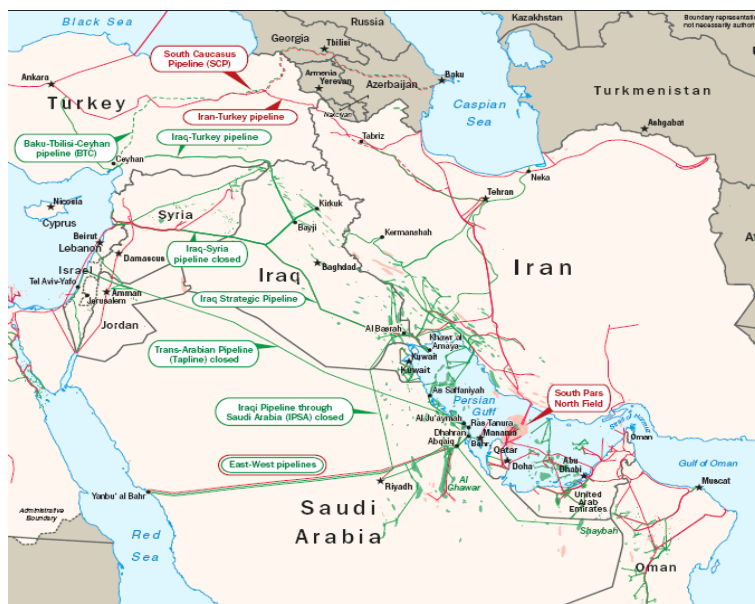 Black Sea
Russia
Kazakhstan
Boundary representa
not necessarily authori
Georgia
Tbilisi
South Caucasus
Pipeline (SCP)
Ankara
Armenia
Yerevan
Azerbaijan
Baku
Turkmenistan
Turkey
Caspian
Sea
Iran-Turkey pipeline
Ashgabat
Iraq-Turkey pipeline
Tabriz
Baku-Tbilisi-Ceyhan
pipeline (BTC)
Ceyhan
Neka
Tehran
Nicosia
Cyprus
Syria
Kirkuk
Bayji
Kermanshah
Beirut
Lebanon
Iraq-Syria
pipeline closed
Damascus
Iraq
Baghdad
Iran
Israel
Tel Aviv-Yafo
Amman
Jerusalem
Iraq Strategic Pipeline
Jordan
Al Basrah
Khawr al
Amaya
Trans-Arabian Pipeline
(Tapline) closed
Kuwait
Kuwait
As Saffaniyah
Persian
Gulf
South Pars
North Field
Iraqi Pipeline through
Saudi Arabia (IPSA) closed
Al Ju'aymah
Ras Tanura
Dhahran
Manama
Abqaiq
Bahr.
Qatar
Doha
Oman
Abu
Dhabi
Gulf of Oman
East-West pipelines
Al
Ghawar
Riyadh
Muscat
Yanbu' al Bahr
United
Arab
Emirates
Administrative
Boundary
Saudi
Arabia
Shaybah
Red
Sea
Oman